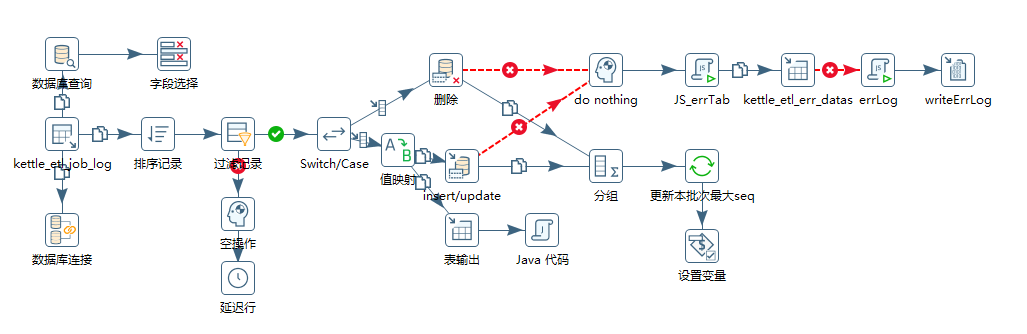 数据库查询
字段选择
删除
do nothing
JS_errTab
kettle_etl_err_datas
errLog
writeErrLog
kettle_etl_job_log
排序记录
过滤记录
Switch/Case
值映射
insert/update
分组
更新本批次最大seq
数据库连接
空操作
表输出
Java 代码
设置变量
延迟行